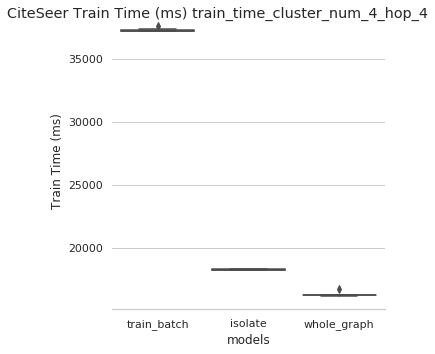 CiteSeer Train Time (ms) train_time_cluster_num_4_hop_4
35000
30000
25000
20000
Train Time (ms)
train_batch isolate whole_graph
models